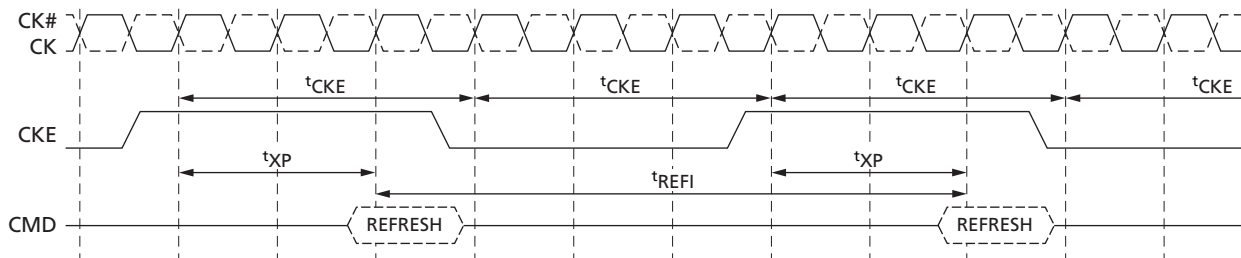 CK#
CK
tCKE tCKE tCKE tCKE
CKE
tXP tXP
tREFI
CMD REFRESH REFRESH